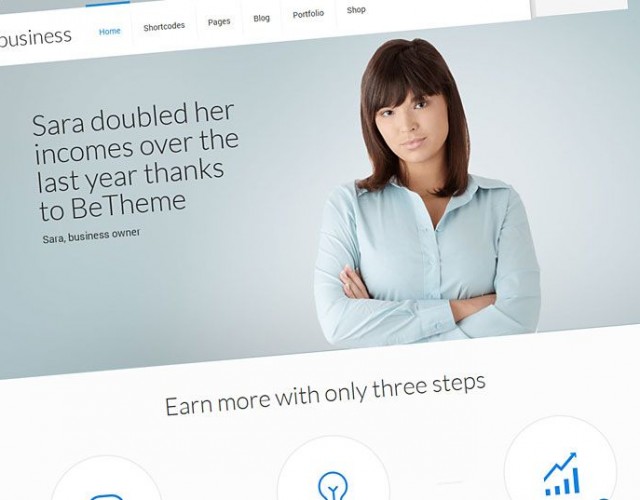 business
Home Shortcodes Pages Blog Portfolio Shop
Sara doubled her
incomes over the
last year thanks
to BeTheme
Sara, business owner
Earn more with only three steps